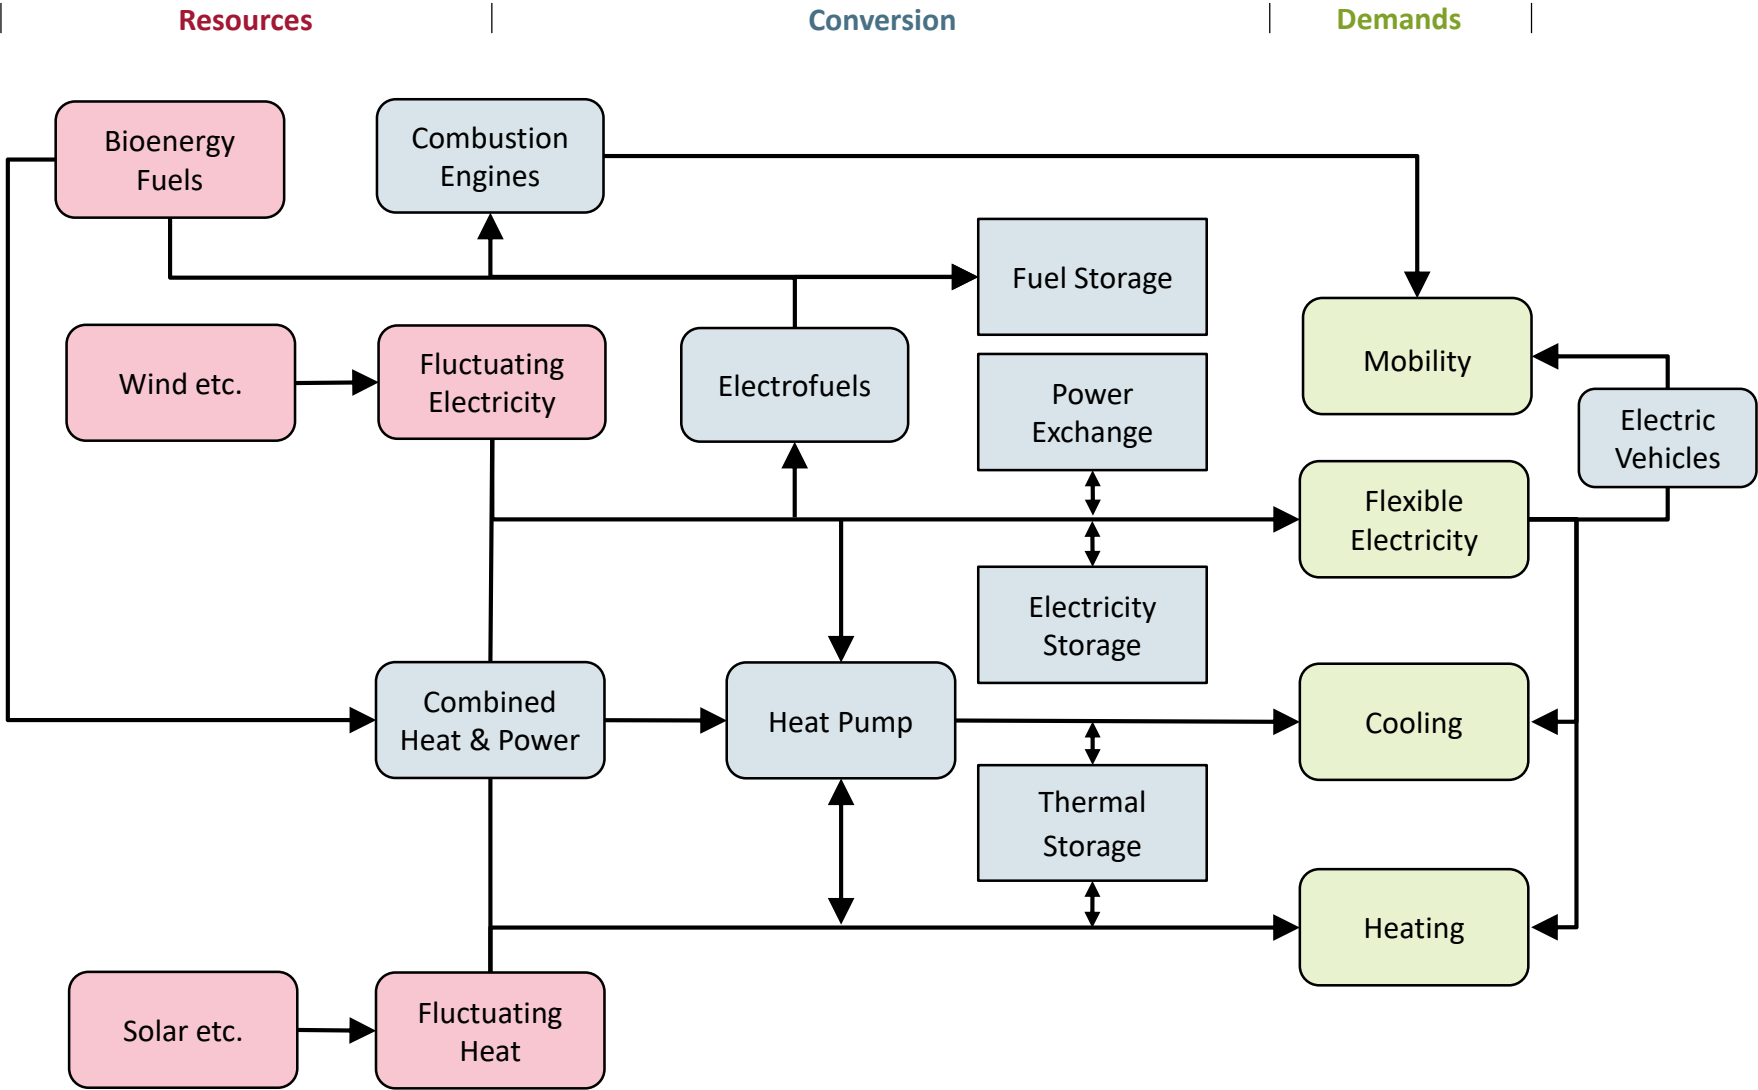 Resources
Conversion
Demands
Bioenergy
Fuels
Combustion
Engines
Fuel Storage
Wind etc.
Fluctuating
Electricity
Electrofuels
Power
Exchange
Mobility
Electric
Vehicles
Flexible
Electricity
Electricity
Storage
Combined
Heat & Power
Heat Pump
Cooling
Thermal
Storage
Heating
Solar etc.
Fluctuating
Heat